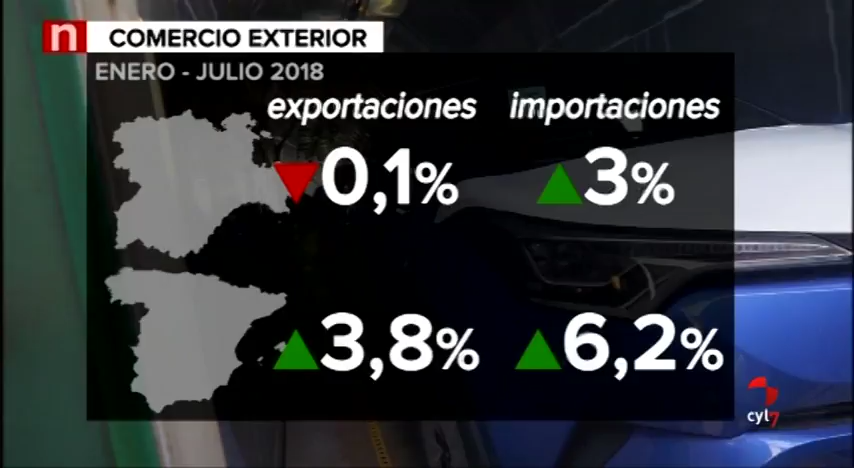 n COMERCIO EXTERIOR
ENERO - JULIO 2018
exportaciones importaciones
0,1% 3%
3,8% 6,2%
cyl7